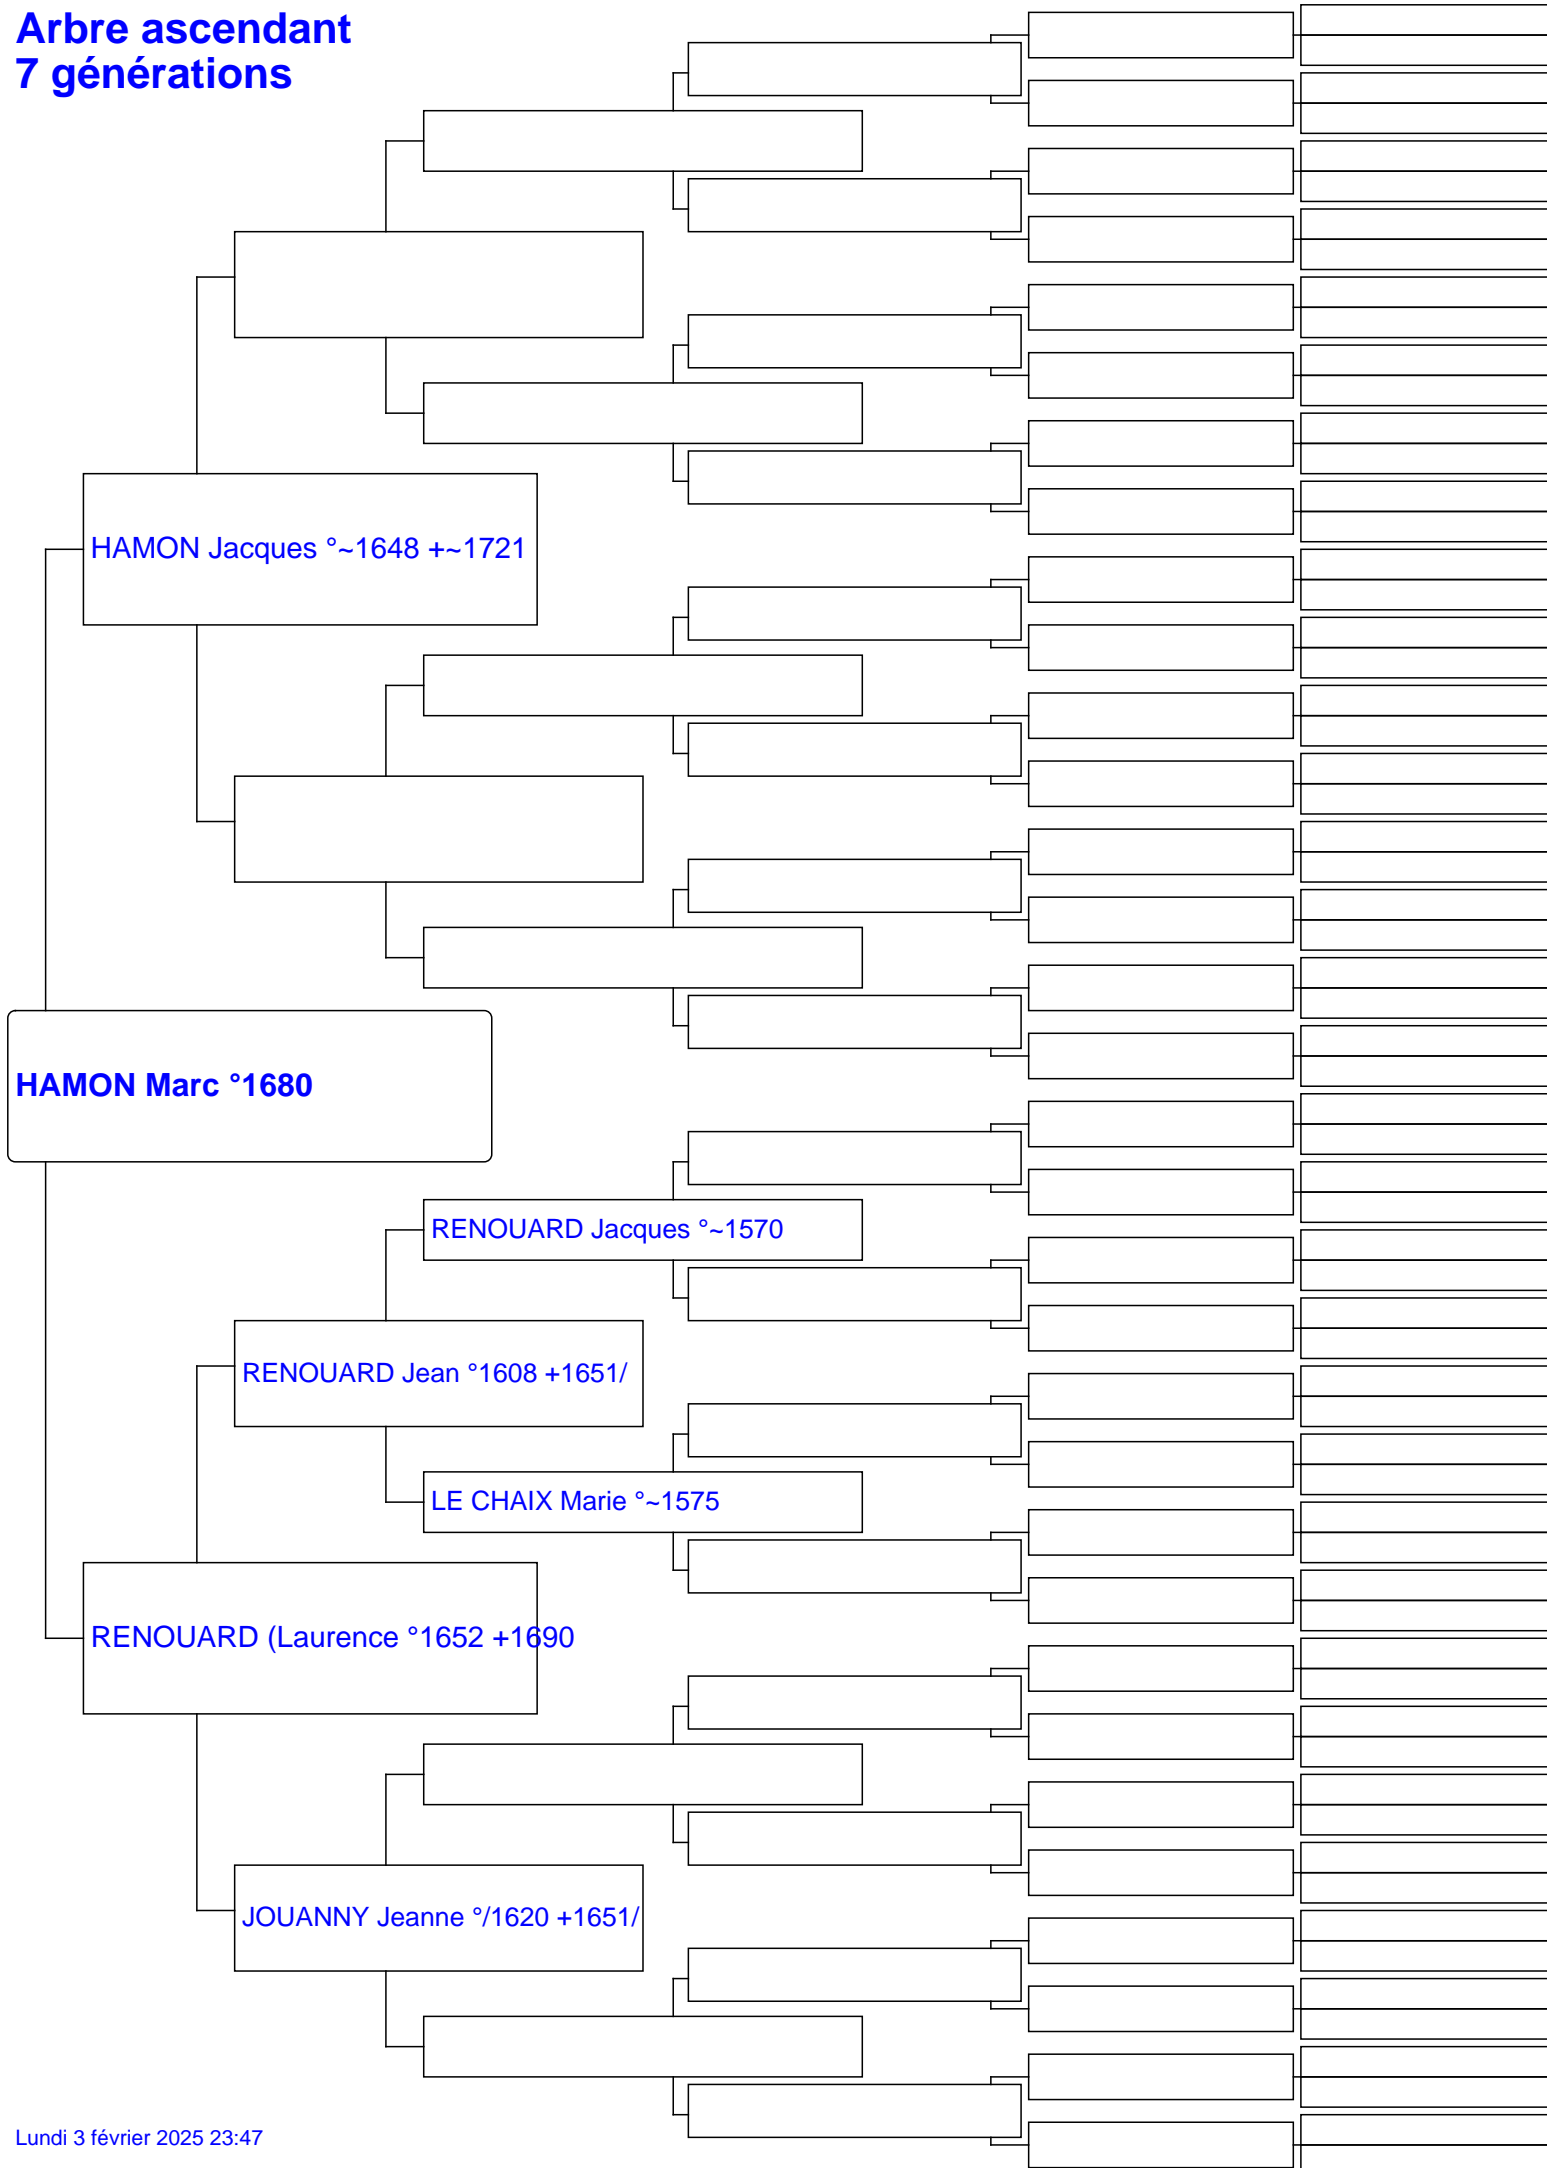 Arbre ascendant
7 générations
HAMON Jacques °~1648 +~1721
HAMON Marc °1680
RENOUARD Jacques °~1570
RENOUARD Jean °1608 +1651/
LE CHAIX Marie °~1575
RENOUARD (Laurence °1652 +1690
JOUANNY Jeanne °/1620 +1651/
Lundi 3 février 2025 23:47